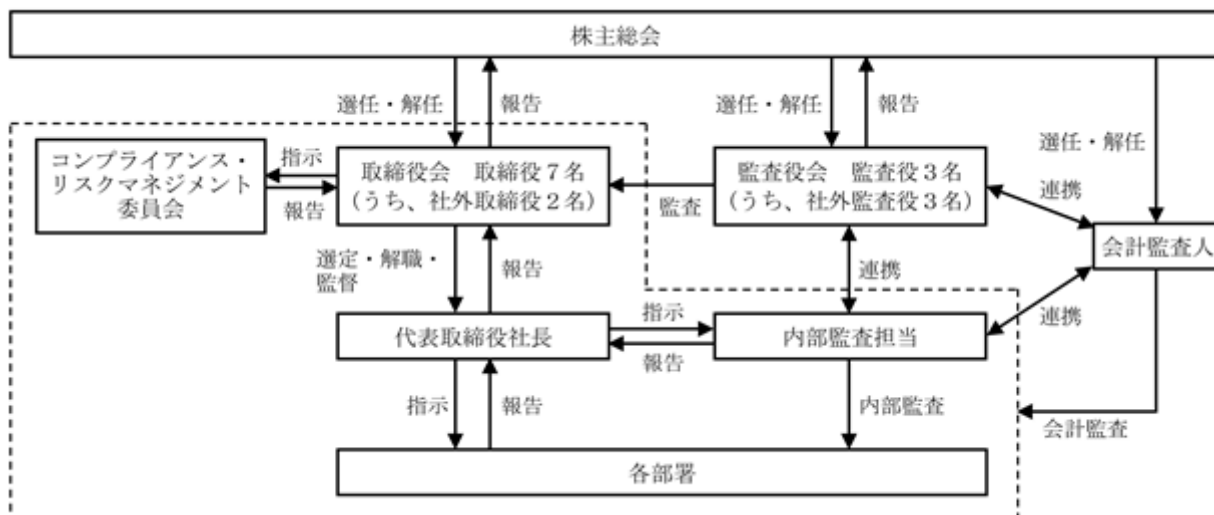 株主総会
選任・解任
報告
選任・解任
報告
選任・解任
コンプライアンス・
リスクマネジメント
委員会
指示
報告
取締役会　取締役７名
（うち、社外取締役２名）
監査
監査役会　監査役３名
（うち、社外監査役３名）
連携
会計監査人
選定・解職・
監督
報告
連携
連携
代表取締役社長
指示
報告
内部監査担当
指示
報告
内部監査
会計監査
各部署